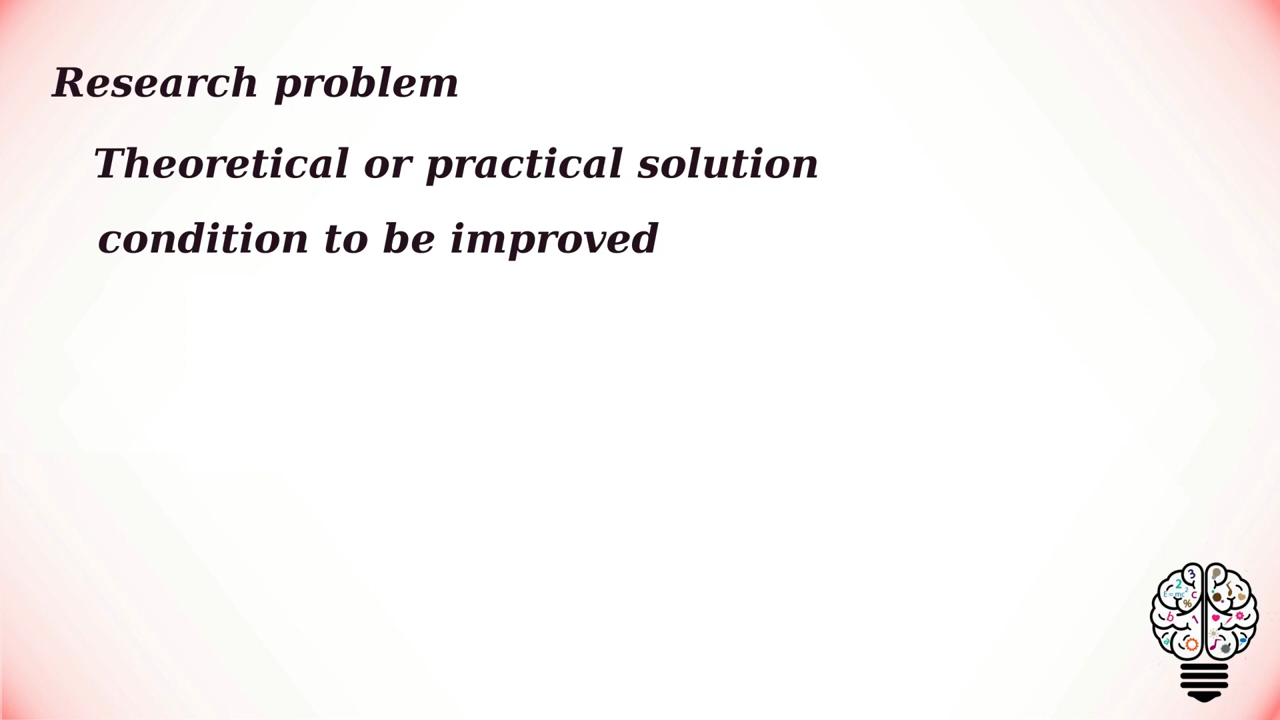 Research problem
Theoretical or practical solution
condition to be improved